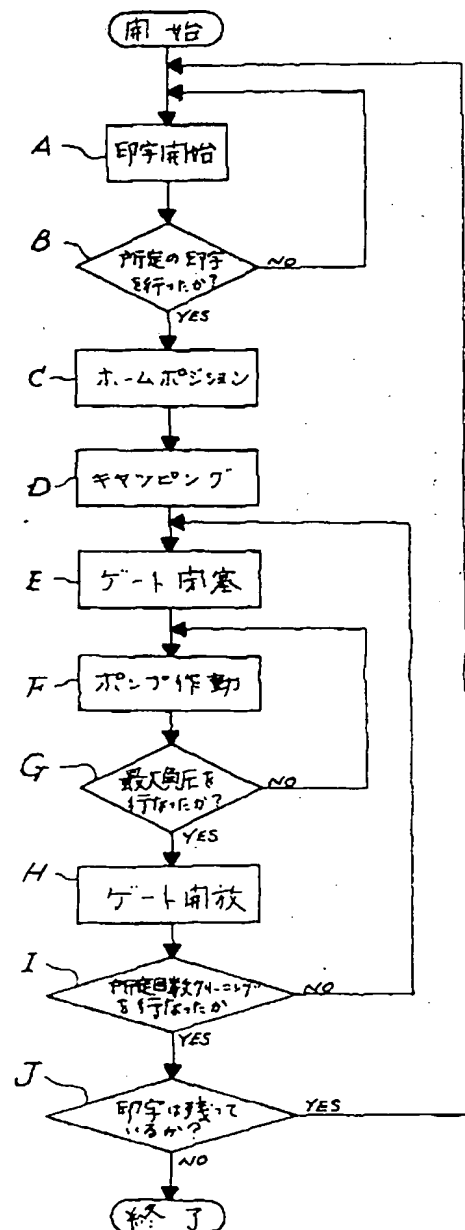 開始
A
印字開始
B
所定の印字
を行ったか?
NO
YES
C
ホームポジション
D
キャッピング
E
ゲート閉塞
F
ポンプ作動
G
最大負圧を
行なったか?
NO
YES
H
ゲート開放
I
所定回数クリーニング
を行なったか
NO
YES
J
印字は残って
いるか?
YES
NO
終了